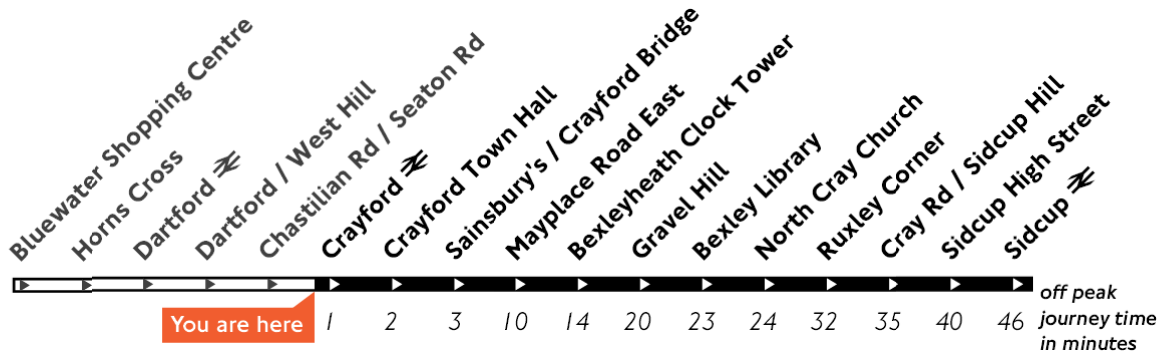 Bluewater Shopping Centre
Horns Cross
Dartford
Dartford / West Hill
Chastilian Rd / Seaton Rd
Crayford
Crayford Town Hall
Sainsbury's / Crayford Bridge
Mayplace Road East
Bexleyheath Clock Tower
Gravel Hill
Bexley Library
North Cray Church
Ruxley Corner
Cray Rd / Sidcup Hill
Sidcup High Street
Sidcup
You are here
1 2 3 10 14 20 23 24 32 35 40 46
off peak
journey time
in minutes